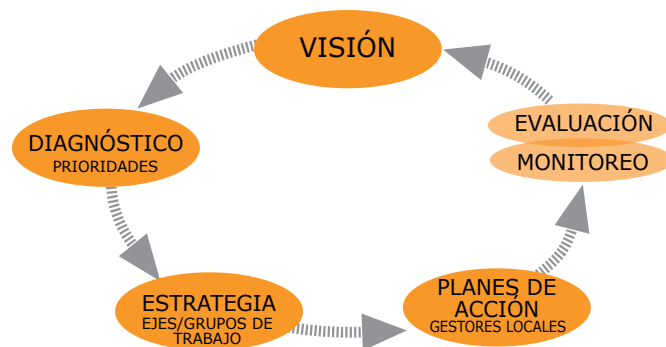 VISIÓN
DIAGNÓSTICO
PRIORIDADES
ESTRATEGIA
EJES/GRUPOS DE
TRABAJO
PLANES DE
ACCIÓN
GESTORES LOCALES
EVALUACIÓN
MONITOREO